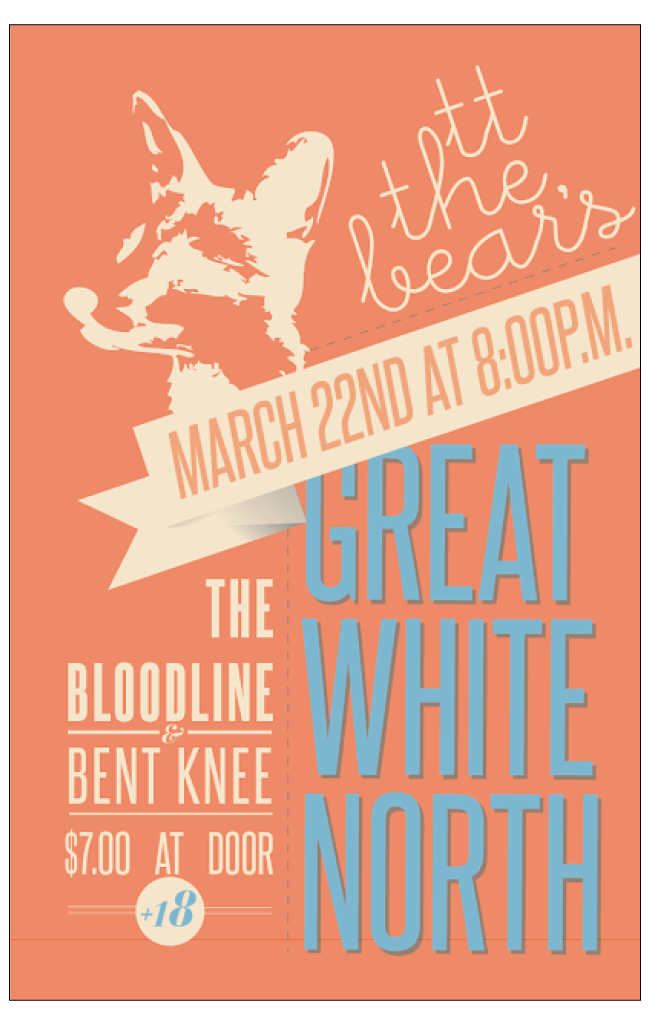 tt
the
bear's
MARCH 22ND AT 8:00P.M.
GREAT
WHITE
NORTH
THE
BLOODLINE
&
BENT KNEE
$7.00 AT DOOR
+18